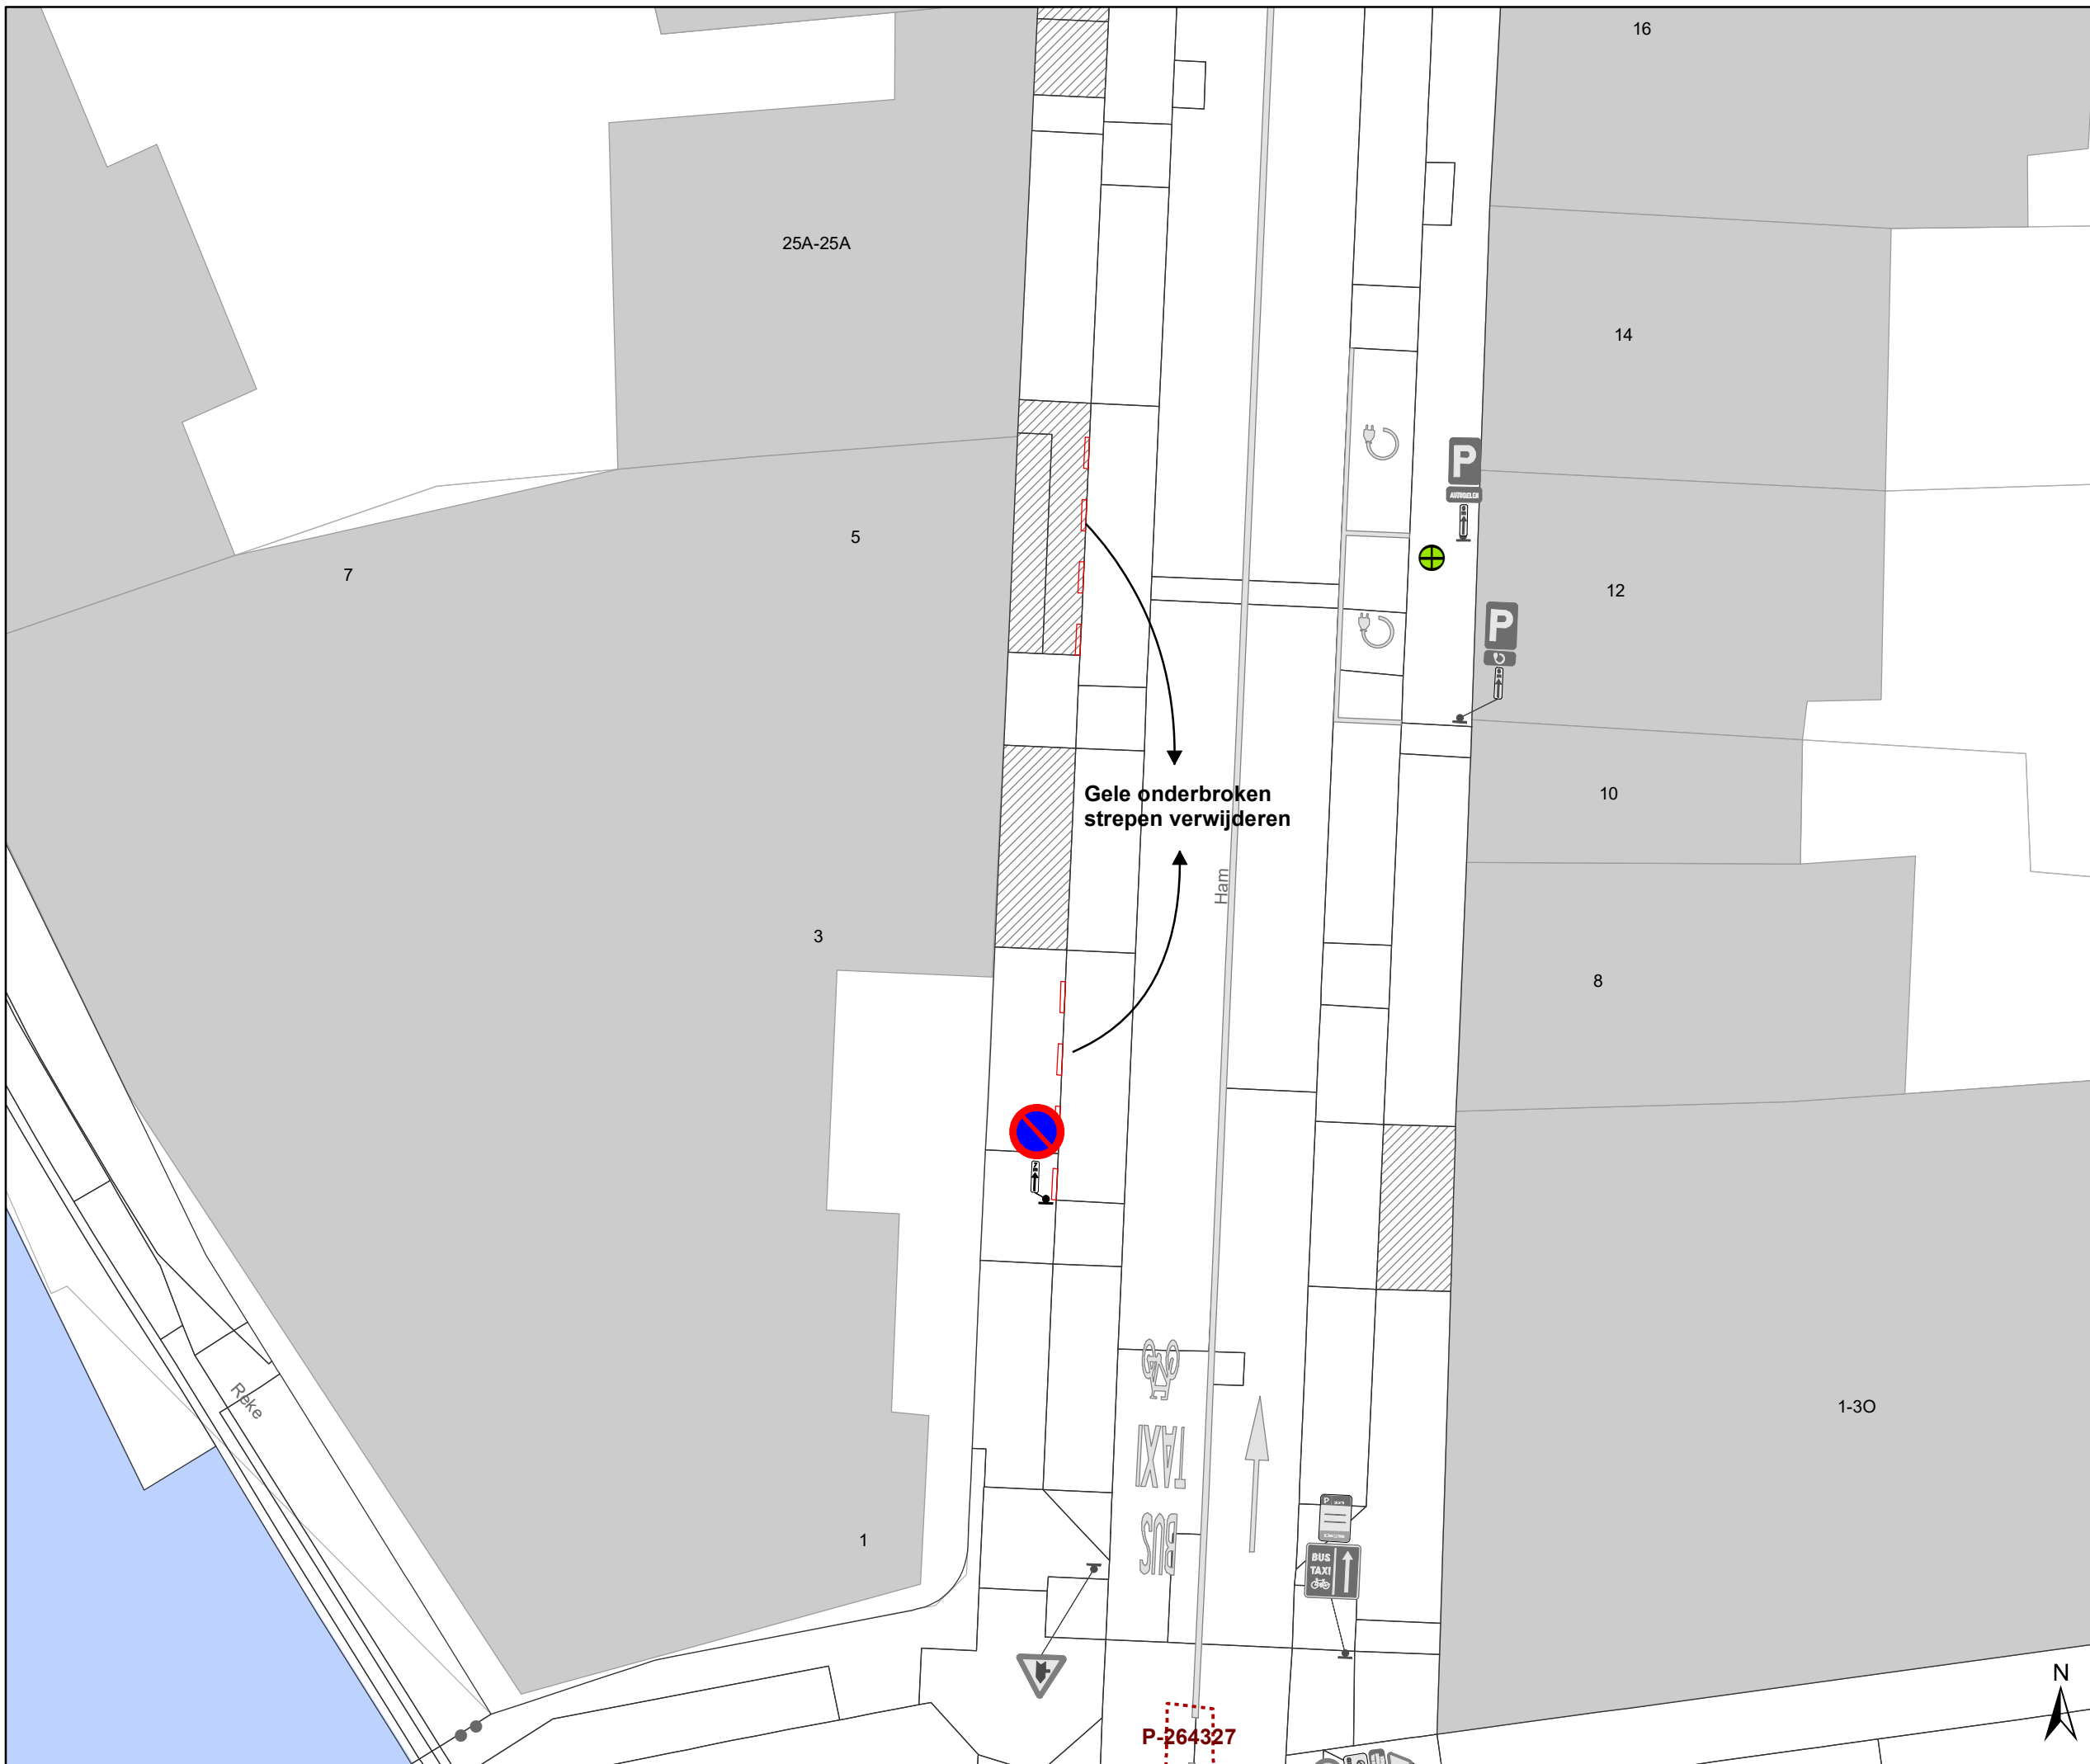 16
25A-25A
14
P
AUTODELEN
5
7
12
P
Gele onderbroken
strepen verwijderen
10
Ham
3
8
Reke
TAXI
BUS
1-3O
1
P
BUS
TAXI
N
P-264327